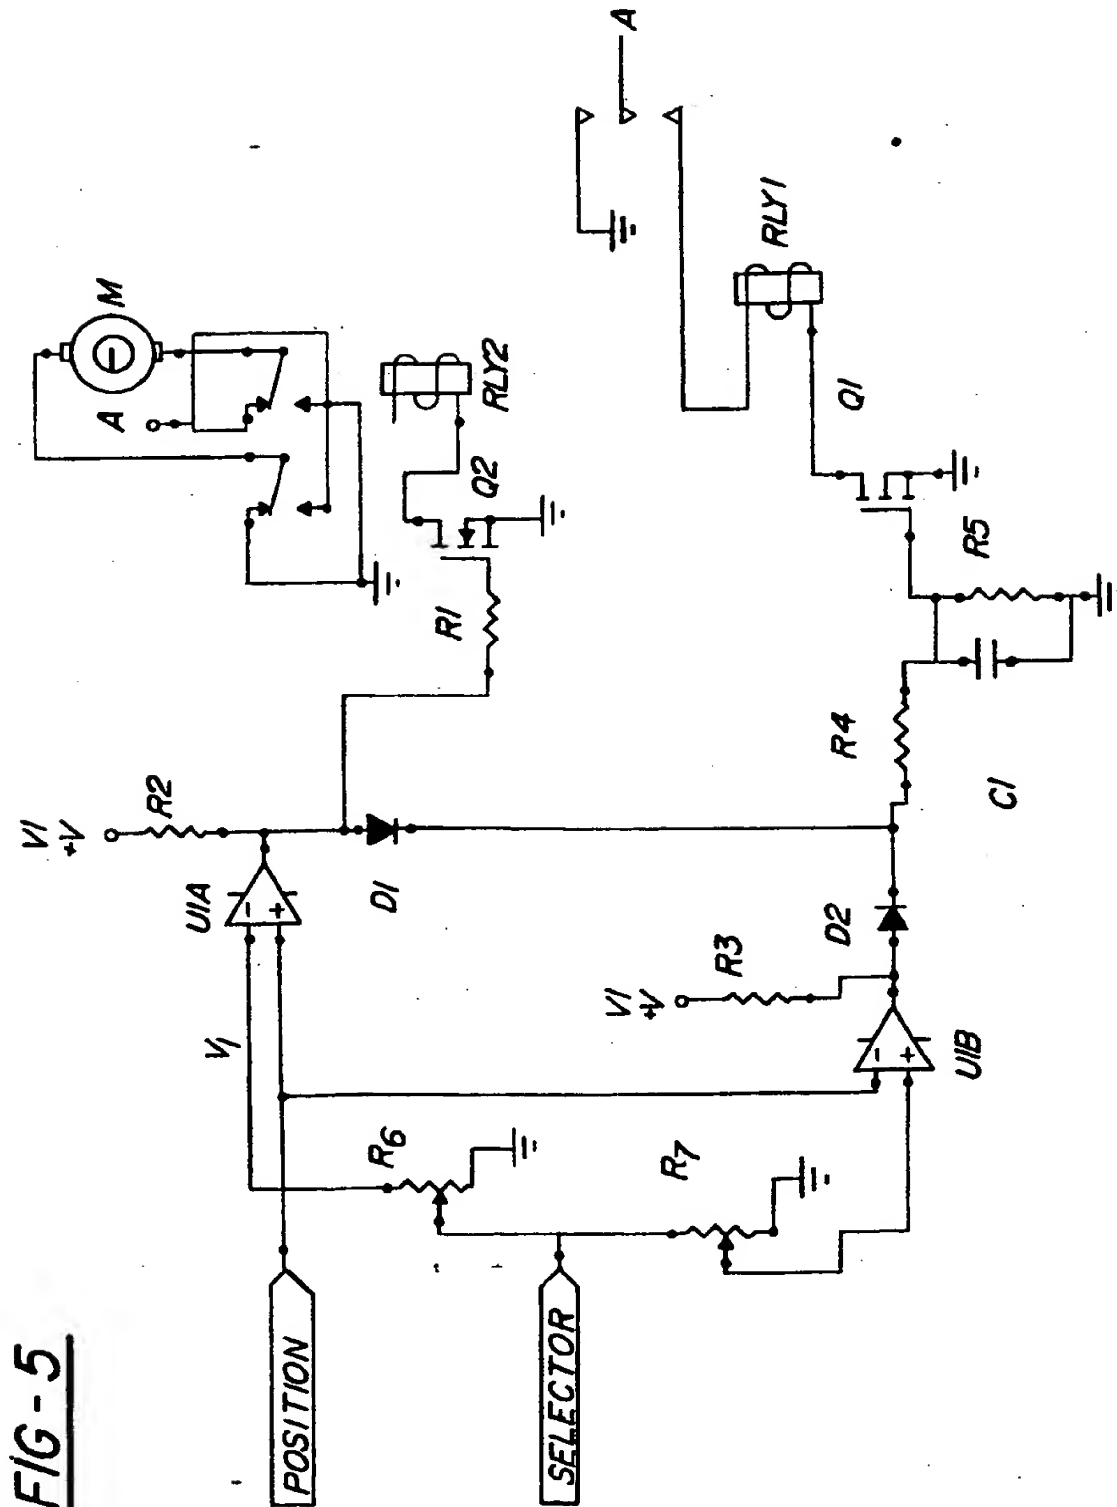 FIG-5
POSITION
SELECTOR
V1
R6
R7
U1A
-
+
V1
+V
R2
D1
V1
+V
R3
D2
U1B
-
+
R1
Q2
RLY2
A
M
R4
C1
R5
Q1
RLY1
A